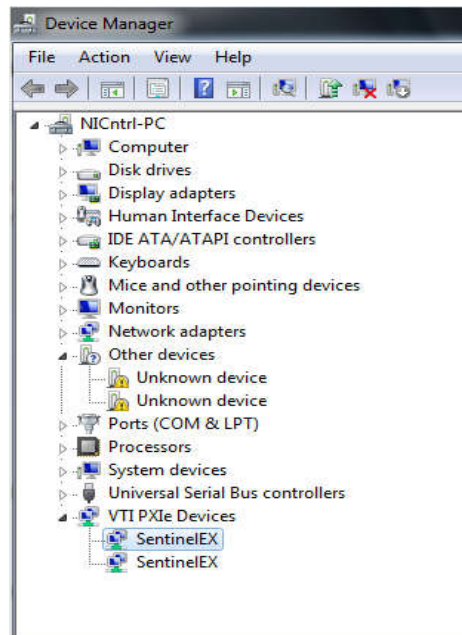 Device Manager
File Action View Help
NICntrl-PC
Computer
Disk drives
Display adapters
Human Interface Devices
IDE ATA/ATAPI controllers
Keyboards
Mice and other pointing devices
Monitors
Network adapters
Other devices
Unknown device
Unknown device
Ports (COM & LPT)
Processors
System devices
Universal Serial Bus controllers
VTI PXIe Devices
SentinelEX
SentinelEX